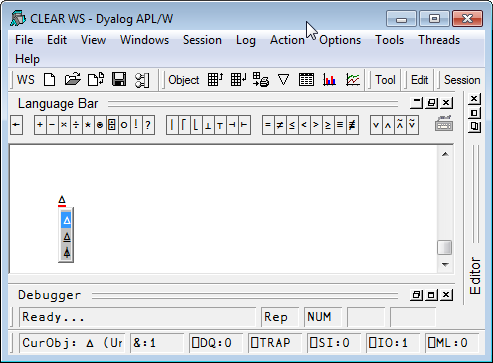 CLEAR WS - Dyalog APL/W
File Edit View Windows Session Log Action Options Tools Threads
Help
WS Object Tool Edit Session
Language Bar
← + - × ÷ * ⍟ ⌹ ○ ! ? | ⌈ ⌊ ⊥ ⊤ ⊣ ⊢ = ≠ ≤ < > ≥ ≡ ≢ ∨ ∧ ⍲ ⍱
∆
∆
⍙
⍋
Editor
Debugger
Ready... Rep NUM
CurObj: ∆ (Ur &:1 ⎕DQ:0 ⎕TRAP ⎕SI:0 ⎕IO:1 ⎕ML:0